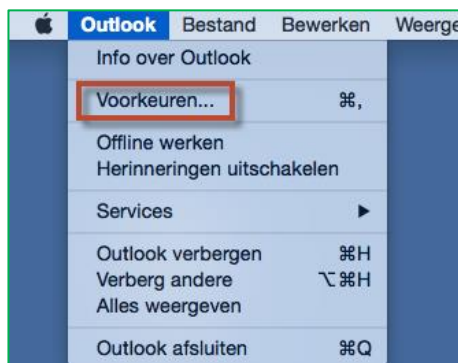 Outlook Bestand Bewerken Weerge
Info over Outlook
Voorkeuren... ⌘,
Offline werken
Herinneringen uitschakelen
Services ▶
Outlook verbergen ⌘H
Verberg andere ⌥⌘H
Alles weergeven
Outlook afsluiten ⌘Q